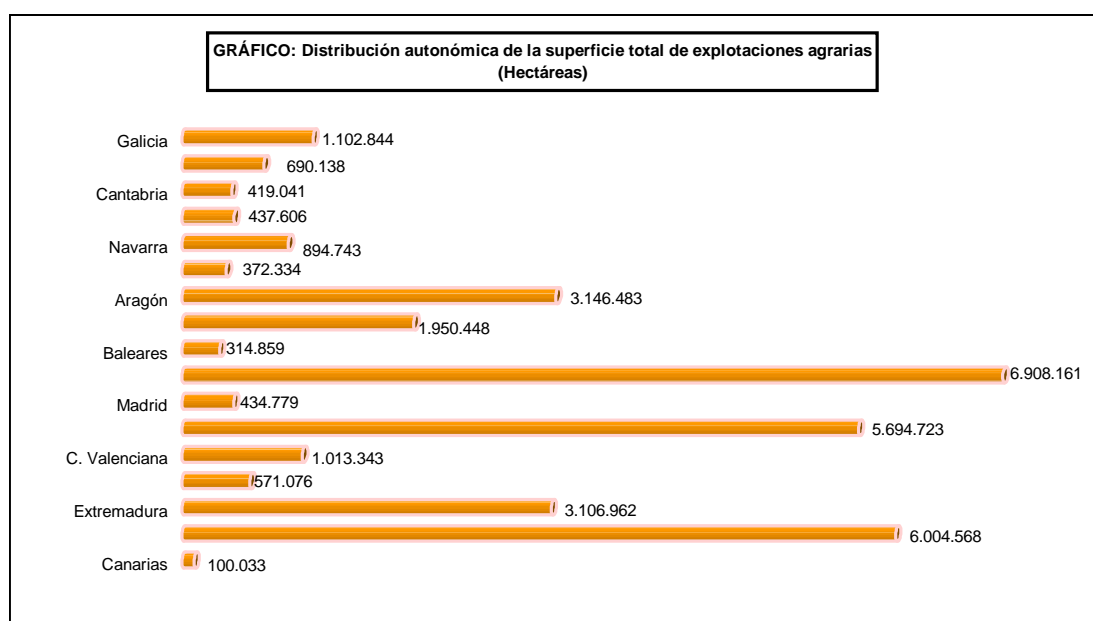 GRÁFICO: Distribución autonómica de la superficie total de explotaciones agrarias
(Hectáreas)
Galicia 1.102.844
690.138
Cantabria 419.041
437.606
Navarra 894.743
372.334
Aragón 3.146.483
1.950.448
Baleares 314.859
6.908.161
Madrid 434.779
5.694.723
C. Valenciana 1.013.343
571.076
Extremadura 3.106.962
6.004.568
Canarias 100.033